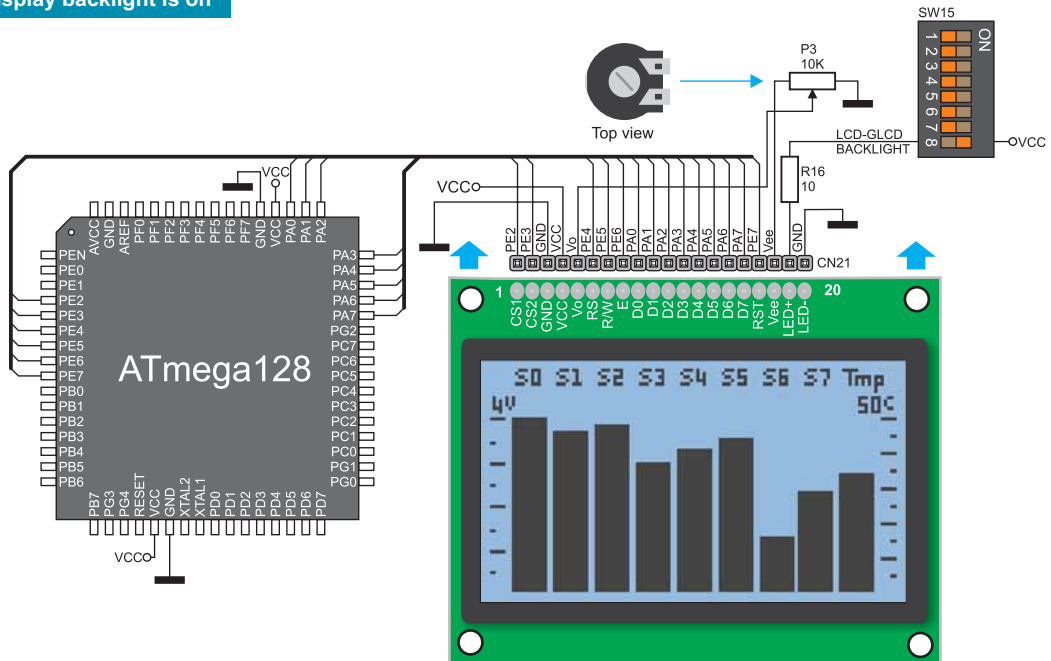 isplay backlight is on
SW15
ON
1
2
3
4
5
6
7
8
P3
10K
Top view
LCD-GLCD
BACKLIGHT
VCC
R16
10
VCC
VCC
AVCC
GND
AREF
PF0
PF1
PF2
PF3
PF4
PF5
PF6
PF7
GND
VCC
PA0
PA1
PA2
PEN
PE0
PE1
PE2
PE3
PE4
PE5
PE6
PE7
PB0
PB1
PB2
PB3
PB4
PB5
PB6
ATmega128
PA3
PA4
PA5
PA6
PA7
PG2
PC7
PC6
PC5
PC4
PC3
PC2
PC1
PC0
PG1
PG0
PB7
PG3
PG4
RESET
VCC
GND
XTAL2
XTAL1
PD0
PD1
PD2
PD3
PD4
PD5
PD6
PD7
VCC
PE2
PE3
GND
VCC
Vo
PE4
PE5
PE6
PA0
PA1
PA2
PA3
PA4
PA5
PA6
PA7
PE7
Vee
GND
CN21
1
20
CS1
CS2
GND
VCC
Vo
RS
R/W
E
D0
D1
D2
D3
D4
D5
D6
D7
RST
Vee
LED+
LED-
S0 S1 S2 S3 S4 S5 S6 S7 Tmp
4V 50C